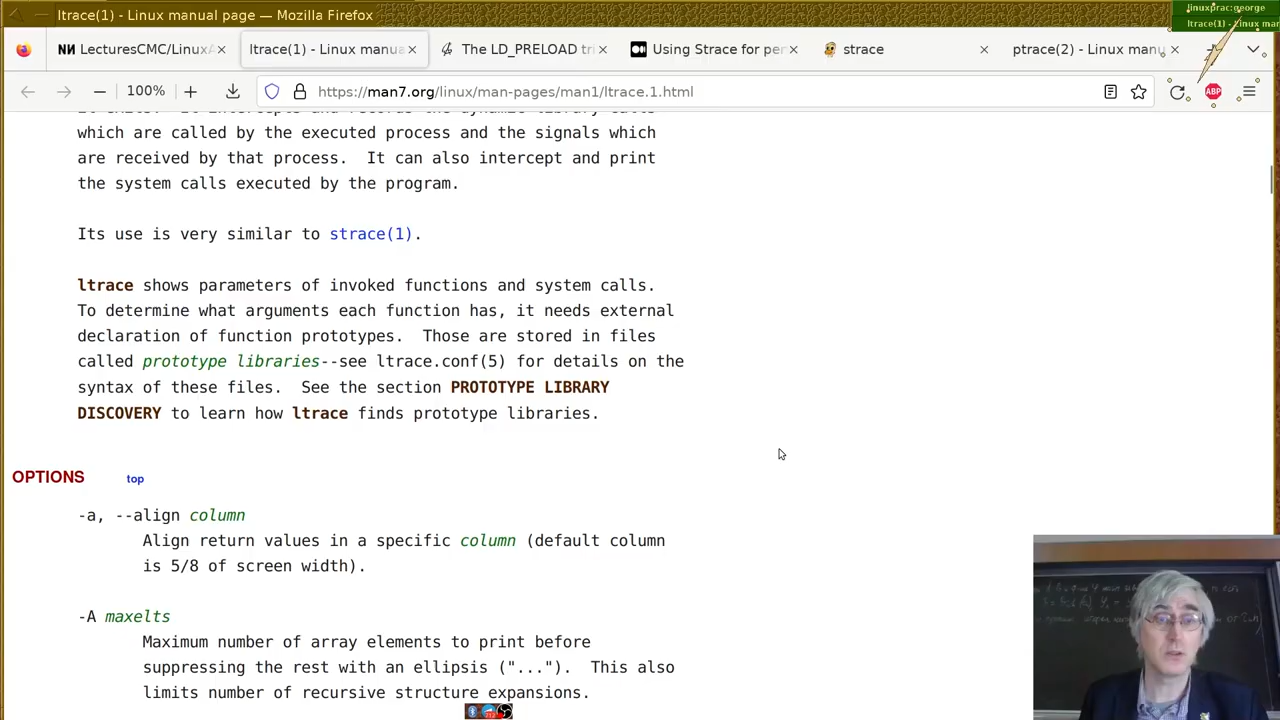 ltrace(1) - Linux manual page — Mozilla Firefox
linuxprac:george
ltrace(1) - Linux mar
LecturesCMC/LinuxA
ltrace(1) - Linux manua
The LD_PRELOAD tri
Using Strace for per
strace
ptrace(2) - Linux manu
100%
https://man7.org/linux/man-pages/man1/ltrace.1.html
ABP
which are called by the executed process and the signals which
are received by that process.  It can also intercept and print
the system calls executed by the program.
Its use is very similar to strace(1).
ltrace shows parameters of invoked functions and system calls.
To determine what arguments each function has, it needs external
declaration of function prototypes.  Those are stored in files
called prototype libraries--see ltrace.conf(5) for details on the
syntax of these files.  See the section PROTOTYPE LIBRARY
DISCOVERY to learn how ltrace finds prototype libraries.
OPTIONS top
-a, --align column
Align return values in a specific column (default column
is 5/8 of screen width).
-A maxelts
Maximum number of array elements to print before
suppressing the rest with an ellipsis ("...").  This also
limits number of recursive structure expansions.